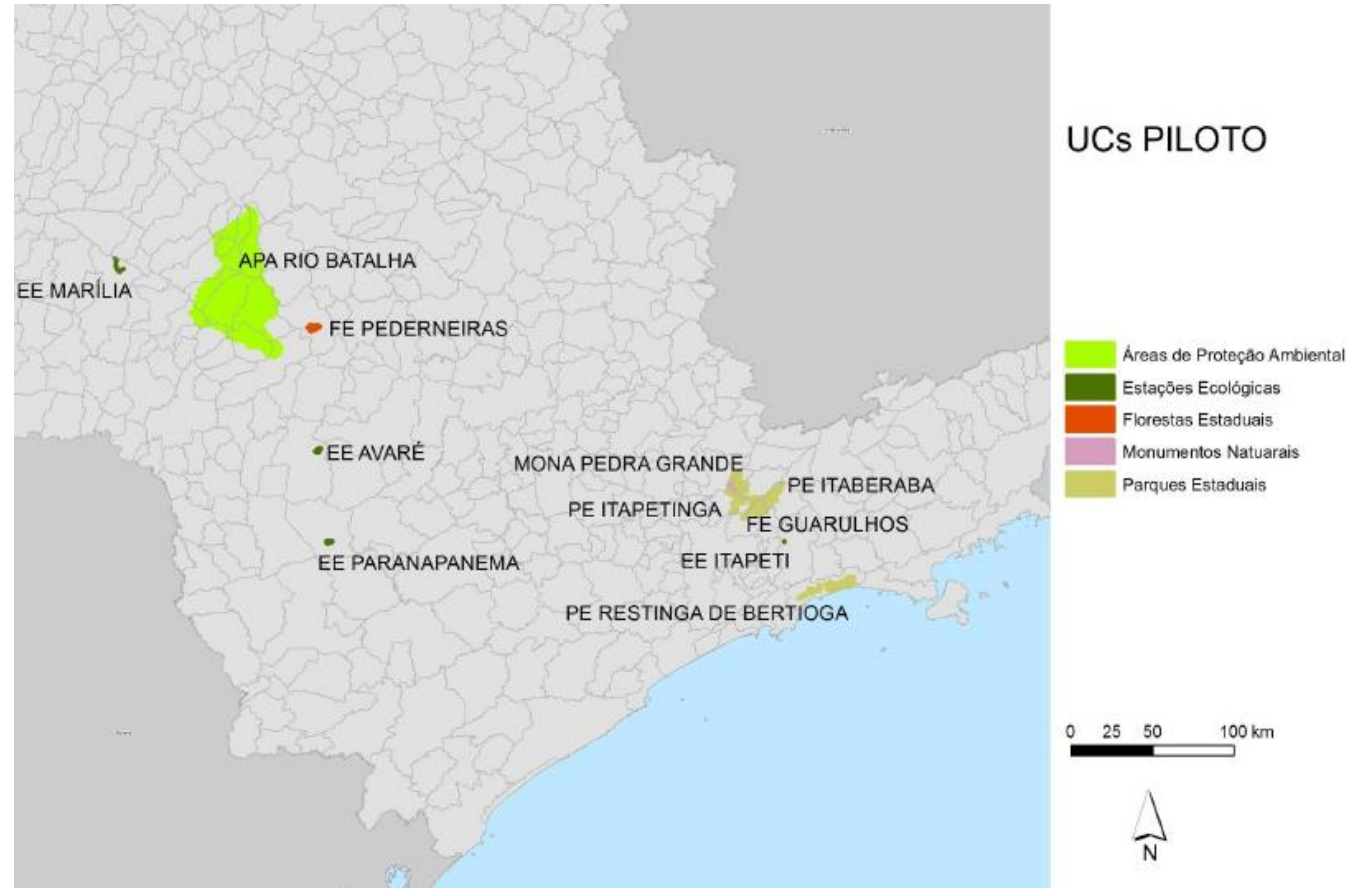 UCs PILOTO
APA RIO BATALHA
EE MARÍLIA
FE PEDERNEIRAS
EE AVARÉ
MONA PEDRA GRANDE
PE ITABERABA
PE ITAPETINGA
FE GUARULHOS
EE PARANAPANEMA
EE ITAPETI
PE RESTINGA DE BERTIOGA
Áreas de Proteção Ambiental
Estações Ecológicas
Florestas Estaduais
Monumentos Natuarais
Parques Estaduais
0 25 50 100 km
N